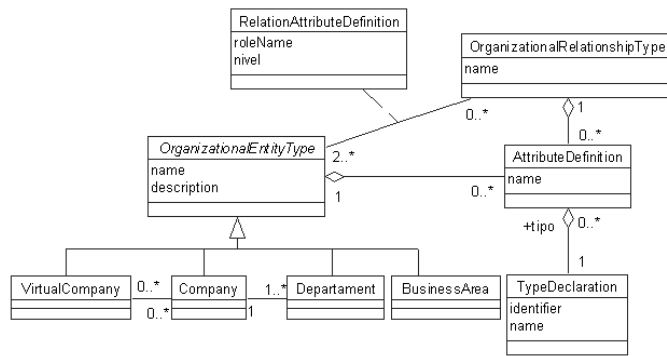 RelationAttributeDefinition
roleName
nivel
OrganizationalRelationshipType
name
0..*
1
0..*
OrganizationalEntityType
name
description
2..*
1
0..*
AttributeDefinition
name
+tipo
0..*
1
VirtualCompany
0..*
0..*
Company
1..*
1
Departament
BusinessArea
TypeDeclaration
identifier
name